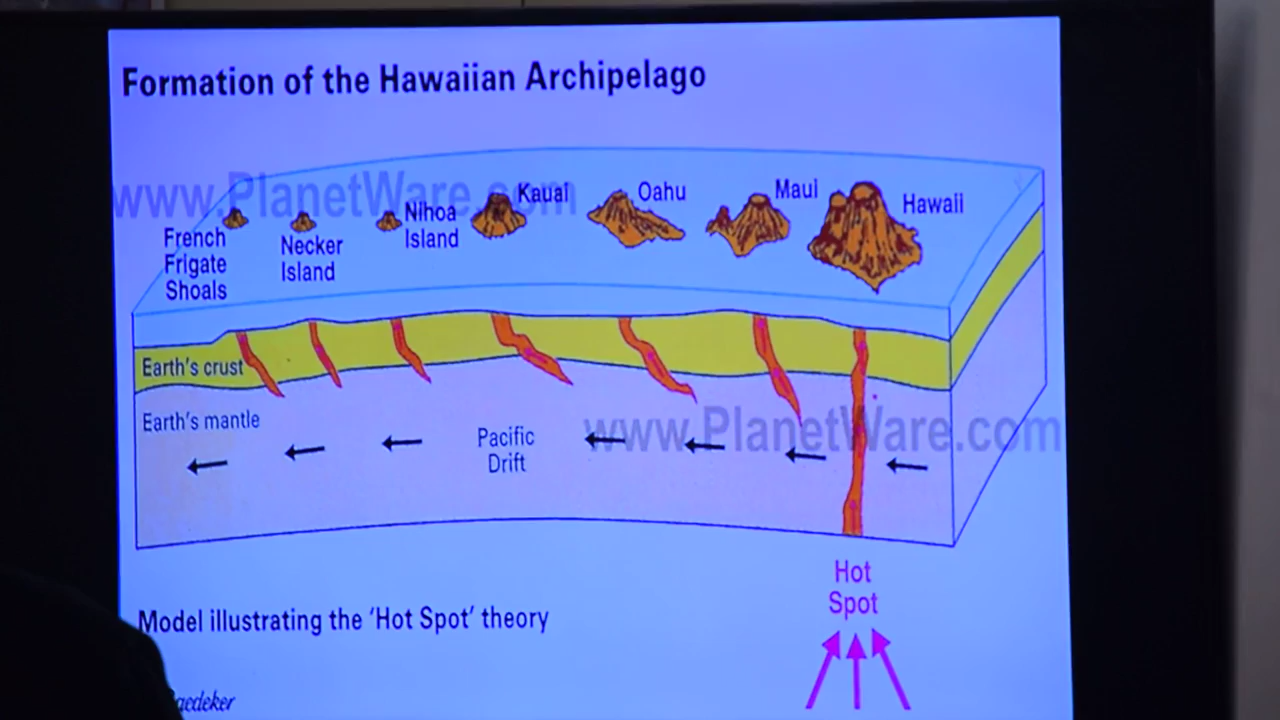 Formation of the Hawaiian Archipelago
www.PlanetWare.com
Kauai
Oahu
Maui
Hawaii
Nihoa
Island
French
Frigate
Shoals
Necker
Island
Earth's crust
Earth's mantle
Pacific
Drift
www.PlanetWare.com
Hot
Spot
Model illustrating the 'Hot Spot' theory